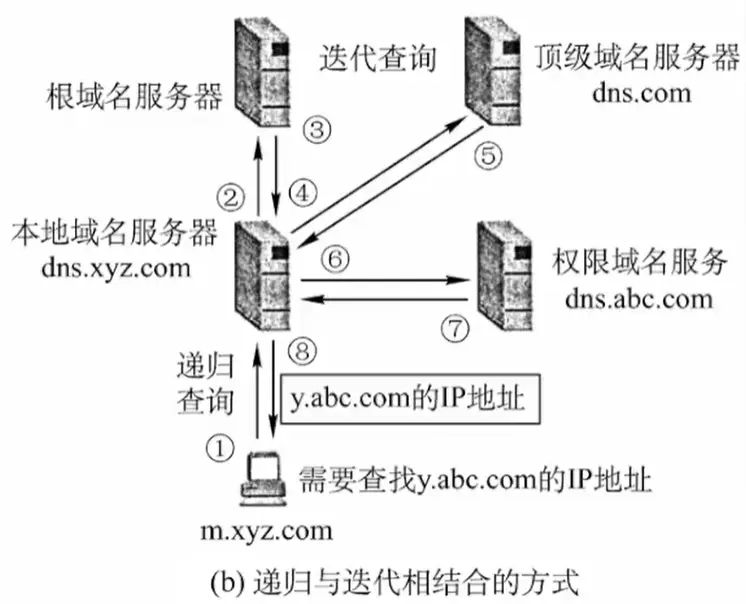 迭代查询
顶级域名服务器
dns.com
根域名服务器
③
⑤
②
④
本地域名服务器
dns.xyz.com
⑥
权限域名服务
dns.abc.com
⑦
⑧
递归
查询
y.abc.com的IP地址
①
需要查找y.abc.com的IP地址
m.xyz.com
(b) 递归与迭代相结合的方式